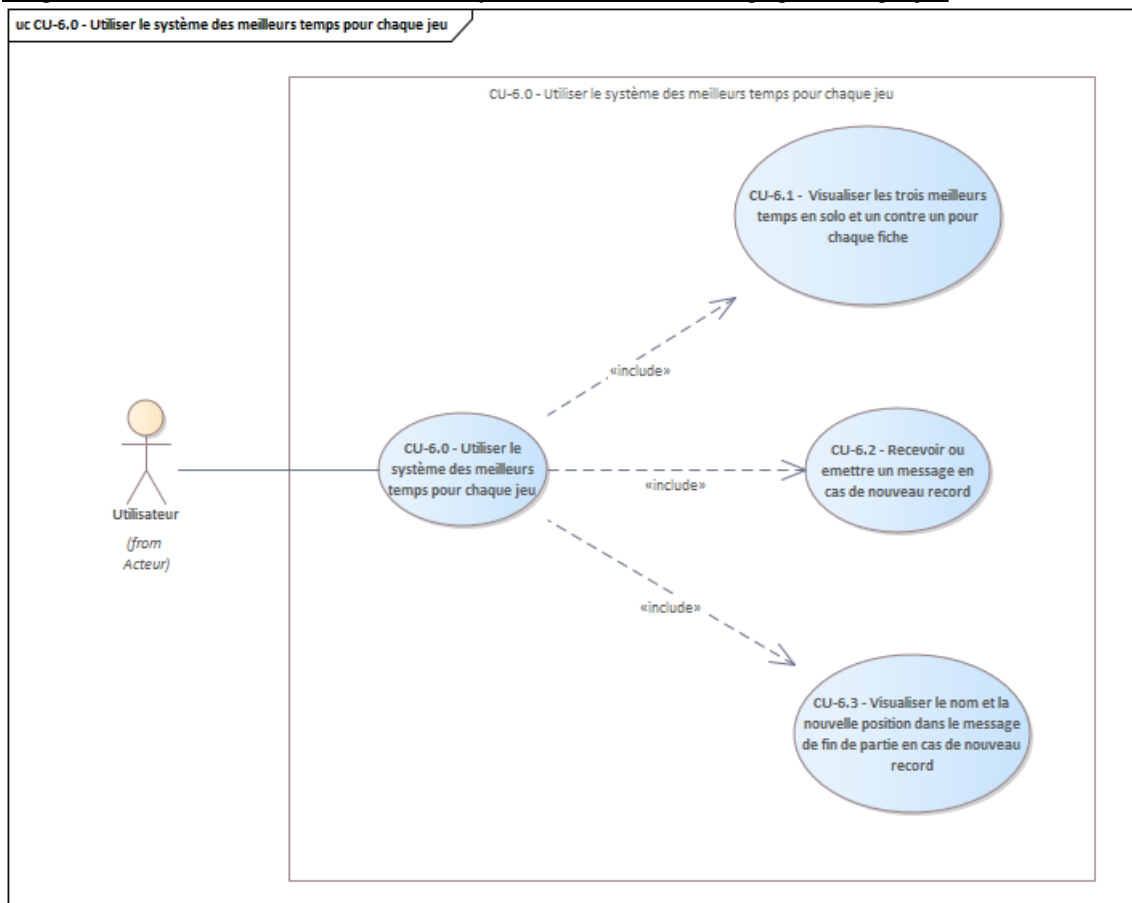 uc CU-6.0 - Utiliser le système des meilleurs temps pour chaque jeu
CU-6.0 - Utiliser le système des meilleurs temps pour chaque jeu
CU-6.1 - Visualiser les trois meilleurs
temps en solo et un contre un pour
chaque fiche
«include»
CU-6.0 - Utiliser le
système des meilleurs
temps pour chaque jeu
CU-6.2 - Recevoir ou
emettre un message en
cas de nouveau record
«include»
Utilisateur
(from
Acteur)
«include»
CU-6.3 - Visualiser le nom et la
nouvelle position dans le message
de fin de partie en cas de nouveau
record